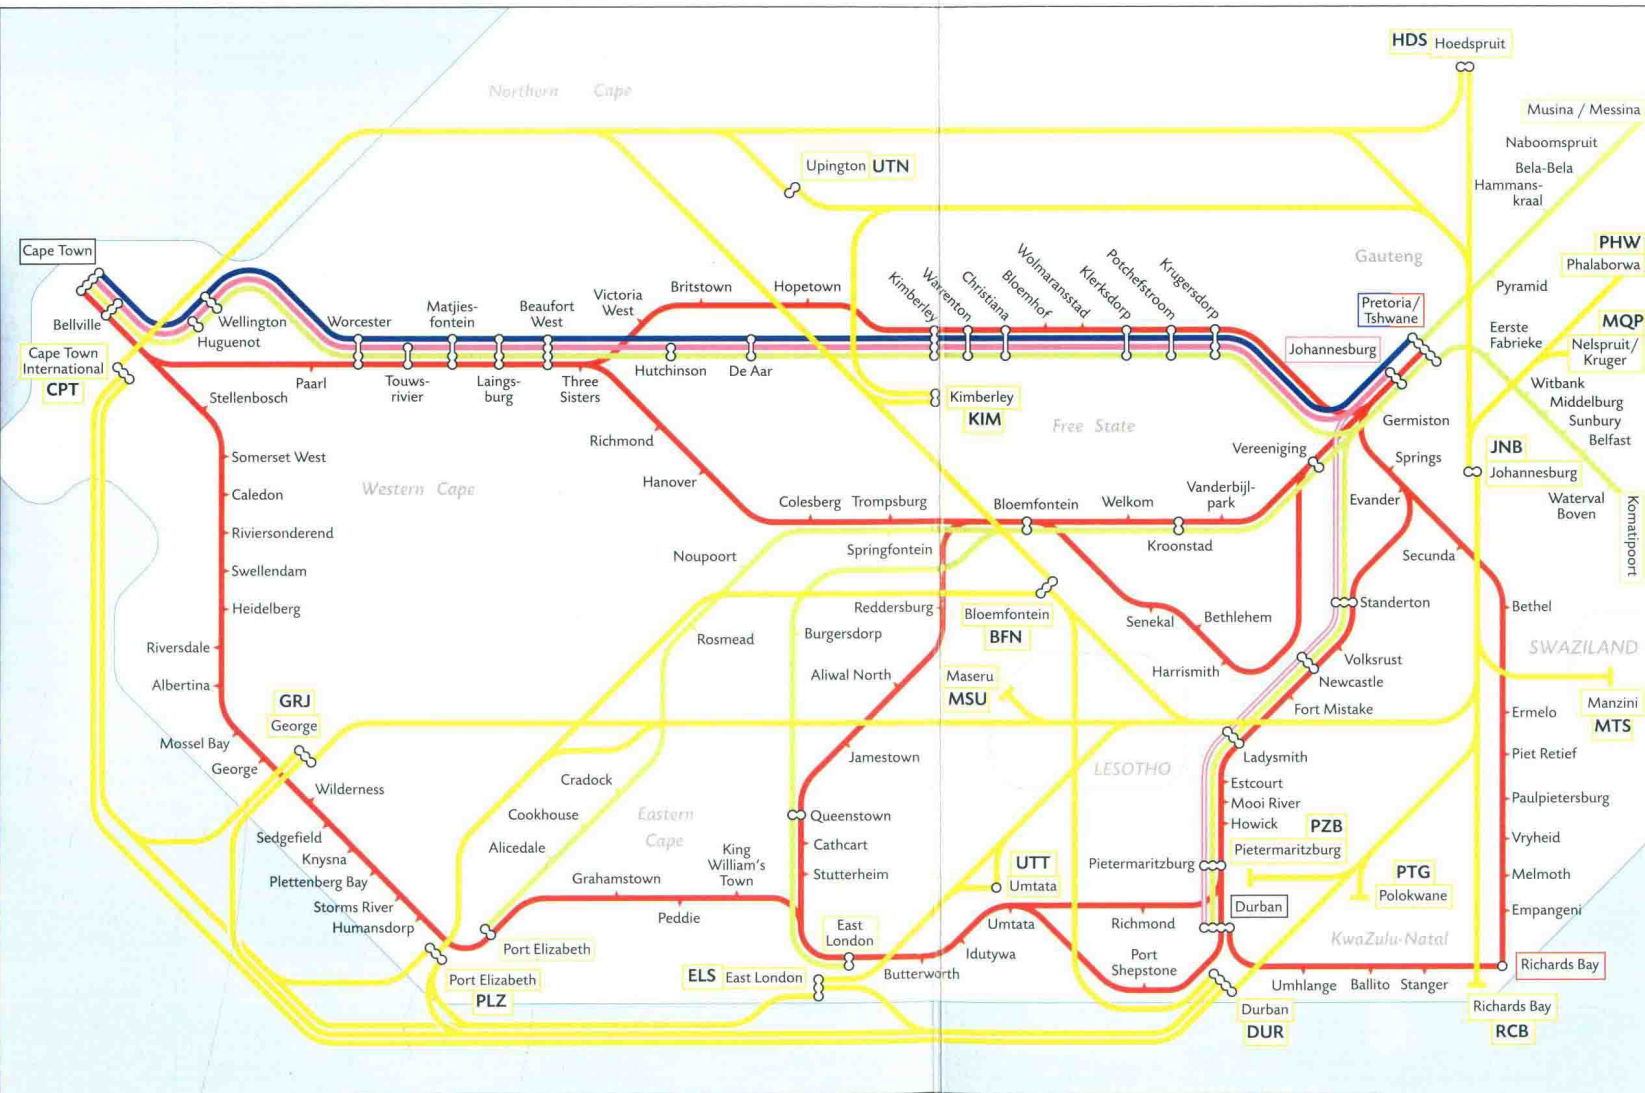 HDS Hoedspruit
Northern Cape
Musina / Messina
Naboomspruit
Bela-Bela
Hammans-
kraal
Upington UTN
Gauteng
PHW
Phalaborwa
Cape Town
Pyramid
Pretoria/
Tshwane
MQP
Nelspruit/
Kruger
Bellville
Wellington
Huguenot
Worcester
Matjies-
fontein
Beaufort
West
Victoria
West
Britstown
Hopetown
Kimberley
Warrenton
Christiana
Bloemhof
Wolmaransstad
Klerksdorp
Potchefstroom
Krugersdorp
Johannesburg
Eerste
Fabrieke
Cape Town
International
CPT
Paarl
Touws-
rivier
Laings-
burg
Three
Sisters
Hutchinson
De Aar
Witbank
Middelburg
Sunbury
Belfast
Stellenbosch
Kimberley
KIM
Free State
Germiston
Richmond
Vereeniging
Springs
JNB
Johannesburg
Somerset West
Hanover
Western Cape
Caledon
Colesberg
Trompsburg
Bloemfontein
Welkom
Vanderbijl-
park
Evander
Waterval
Boven
Komatipoort
Riviersonderend
Noupoort
Springfontein
Kroonstad
Secunda
Swellendam
Heidelberg
Reddersburg
Bloemfontein
BFN
Senekal
Bethlehem
Standerton
Bethel
Rosmead
Burgersdorp
Riversdale
SWAZILAND
Volksrust
Harrismith
Newcastle
Albertina
Aliwal North
Maseru
MSU
GRJ
George
Fort Mistake
Manzini
MTS
Ermelo
Mossel Bay
George
Jamestown
LESOTHO
Ladysmith
Piet Retief
Wilderness
Cradock
Estcourt
Mooi River
Howick
Paulpietersburg
Cookhouse
Eastern
Cape
Queenstown
PZB
Pietermaritzburg
Sedgefield
Alicedale
Cathcart
Vryheid
Knysna
King
William's
Town
UTT
Umtata
Pietermaritzburg
PTG
Polokwane
Plettenberg Bay
Grahamstown
Stutterheim
Melmoth
Storms River
Peddie
Durban
Empangeni
Humansdorp
East
London
Umtata
Richmond
KwaZulu-Natal
Port Elizabeth
Idutywa
Port
Shepstone
Richards Bay
Port Elizabeth
PLZ
ELS East London
Butterworth
Umhlange
Ballito
Stanger
Durban
DUR
Richards Bay
RCB